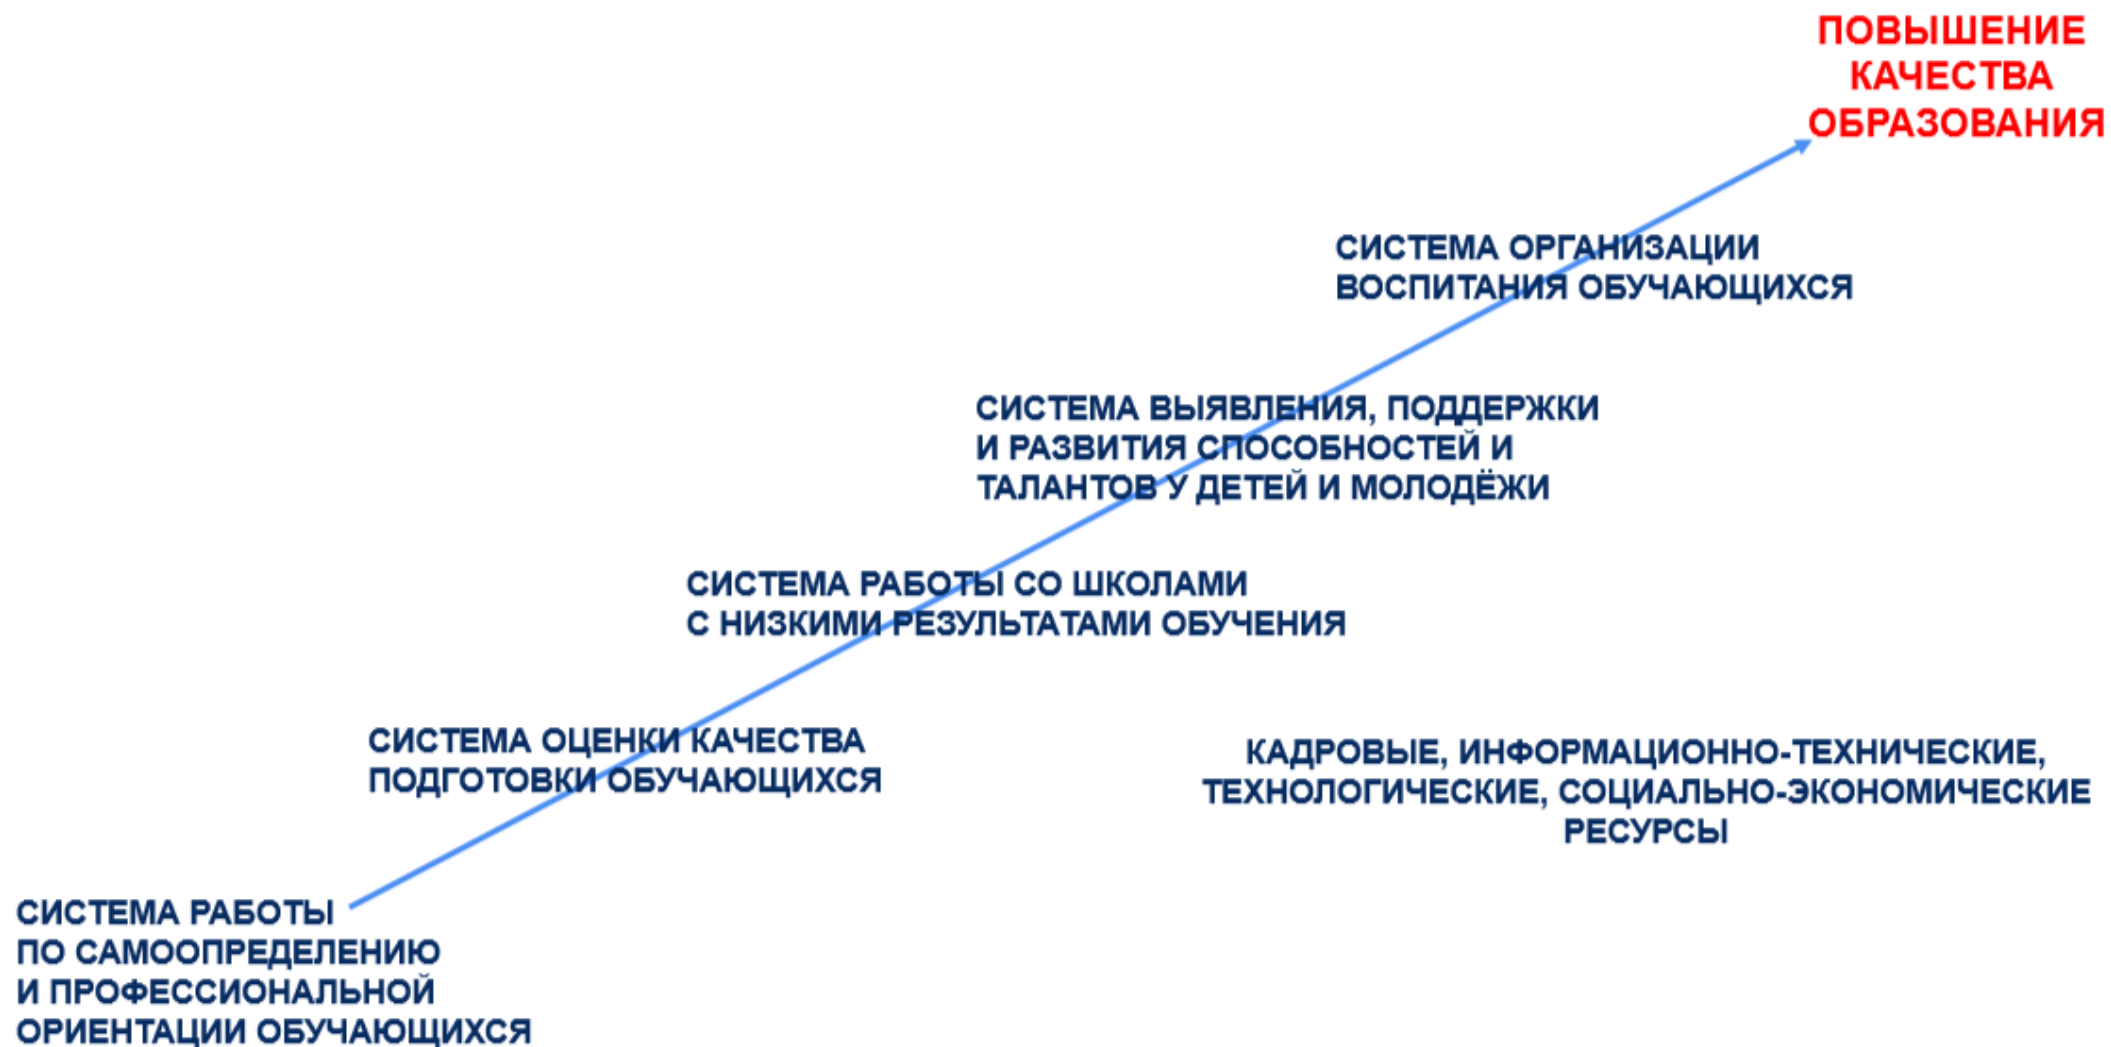 ПОВЫШЕНИЕ
КАЧЕСТВА
ОБРАЗОВАНИЯ
СИСТЕМА ОРГАНИЗАЦИИ
ВОСПИТАНИЯ ОБУЧАЮЩИХСЯ
СИСТЕМА ВЫЯВЛЕНИЯ, ПОДДЕРЖКИ
И РАЗВИТИЯ СПОСОБНОСТЕЙ И
ТАЛАНТОВ У ДЕТЕЙ И МОЛОДЁЖИ
СИСТЕМА РАБОТЫ СО ШКОЛАМИ
С НИЗКИМИ РЕЗУЛЬТАТАМИ ОБУЧЕНИЯ
СИСТЕМА ОЦЕНКИ КАЧЕСТВА
ПОДГОТОВКИ ОБУЧАЮЩИХСЯ
КАДРОВЫЕ, ИНФОРМАЦИОННО-ТЕХНИЧЕСКИЕ,
ТЕХНОЛОГИЧЕСКИЕ, СОЦИАЛЬНО-ЭКОНОМИЧЕСКИЕ
РЕСУРСЫ
СИСТЕМА РАБОТЫ
ПО САМООПРЕДЕЛЕНИЮ
И ПРОФЕССИОНАЛЬНОЙ
ОРИЕНТАЦИИ ОБУЧАЮЩИХСЯ